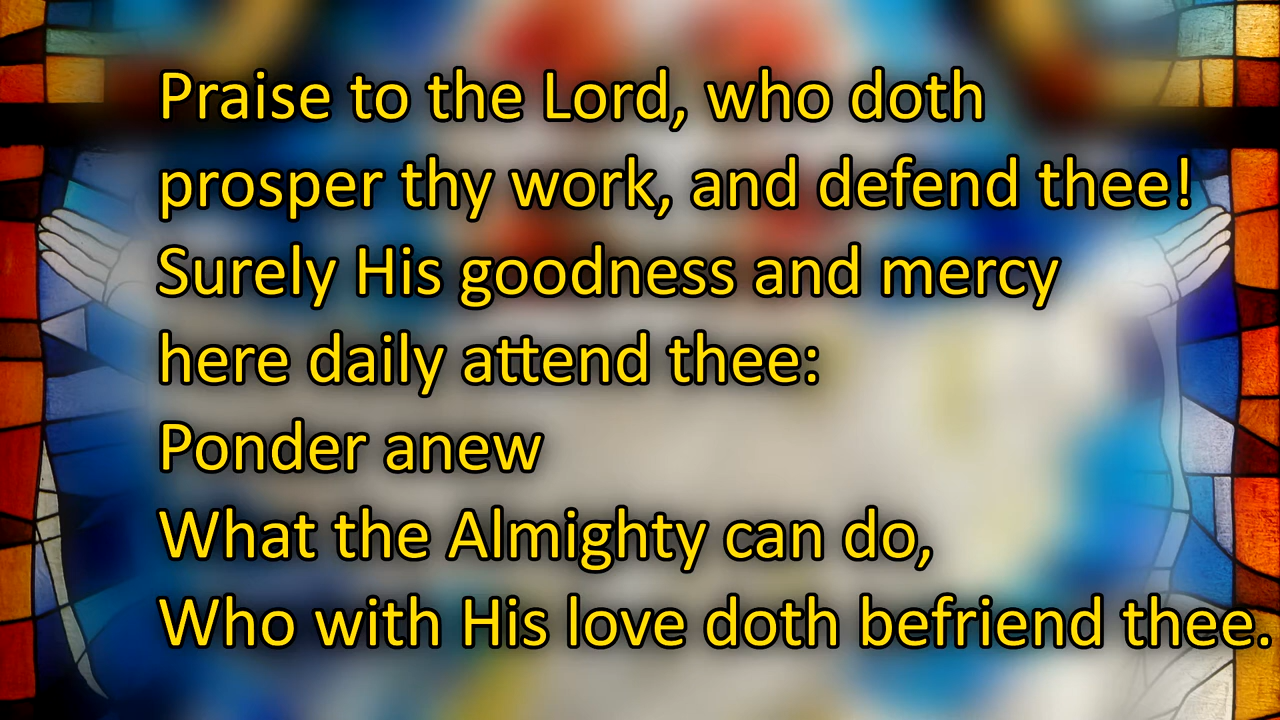 Praise to the Lord, who doth
prosper thy work, and defend thee!
Surely His goodness and mercy
here daily attend thee:
Ponder anew
What the Almighty can do,
Who with His love doth befriend thee.